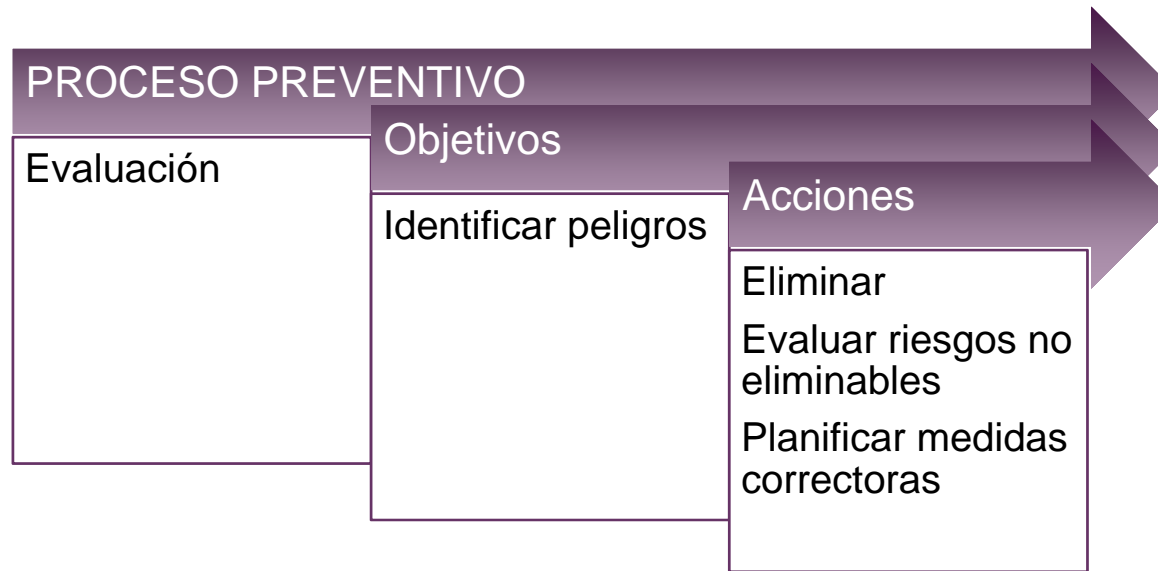 PROCESO PREVENTIVO
Evaluación
Objetivos
Identificar peligros
Acciones
Eliminar
Evaluar riesgos no
eliminables
Planificar medidas
correctoras